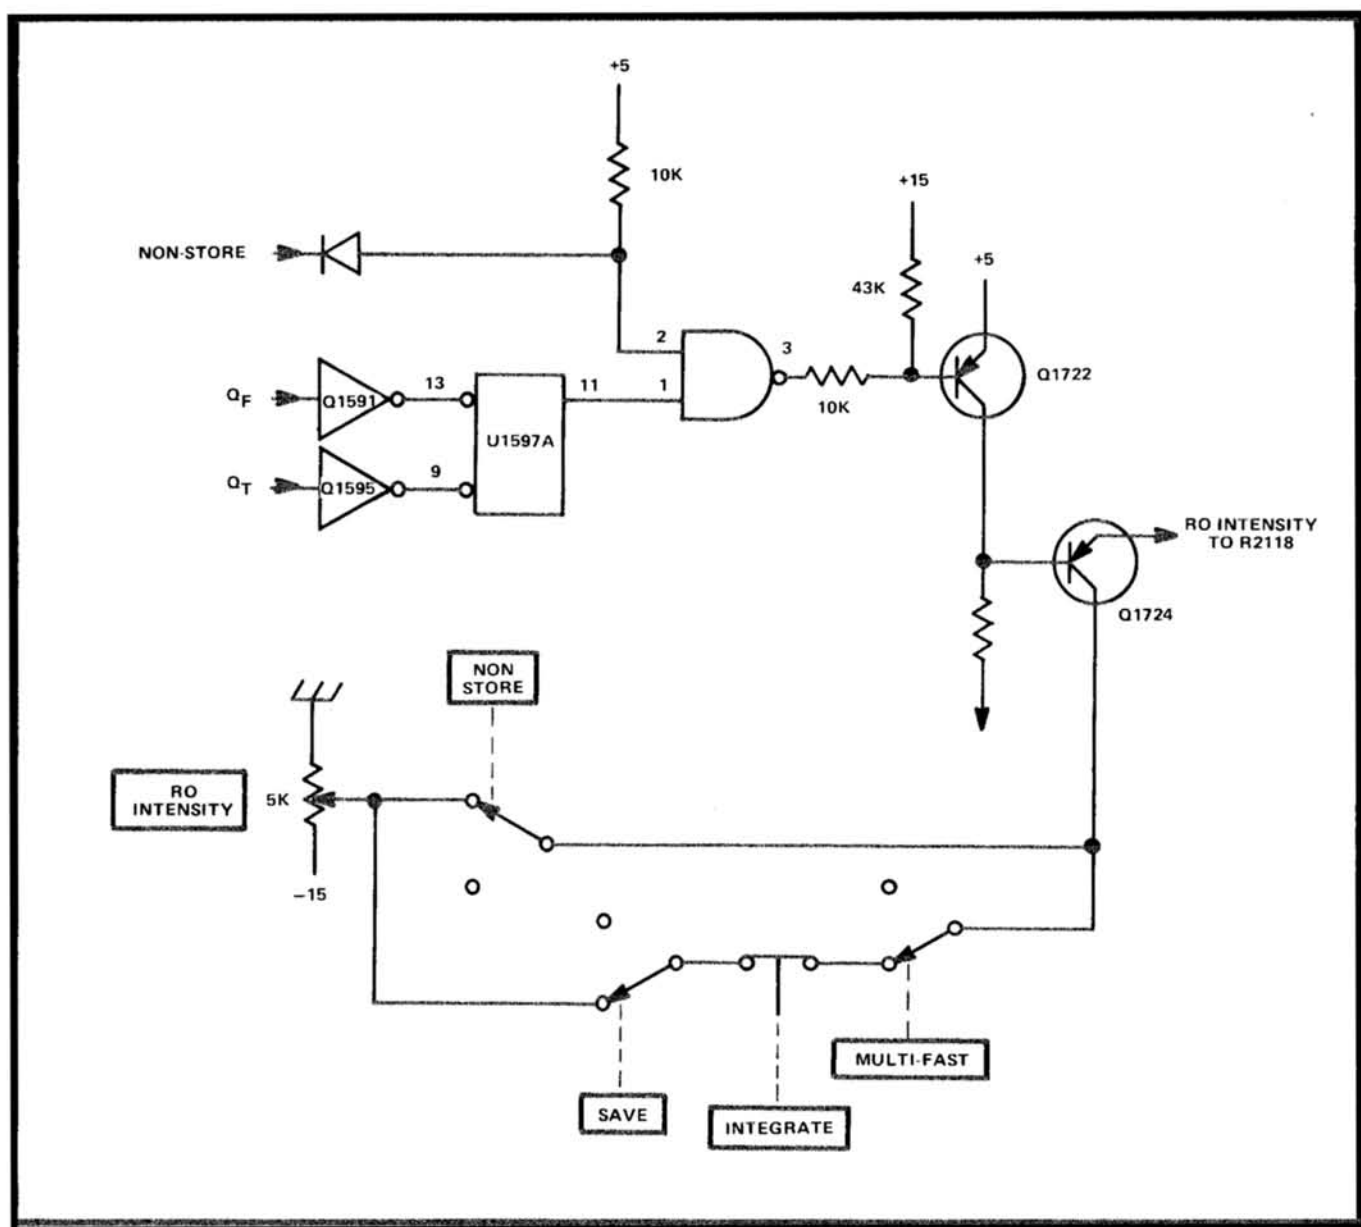 +5
10K
+15
NON-STORE
+5
43K
2
3
Q1722
QF
Q1591
13
11
1
10K
U1597A
QT
Q1595
9
RO INTENSITY
TO R2118
Q1724
NON
STORE
RO
INTENSITY
5K
−15
MULTI-FAST
SAVE
INTEGRATE